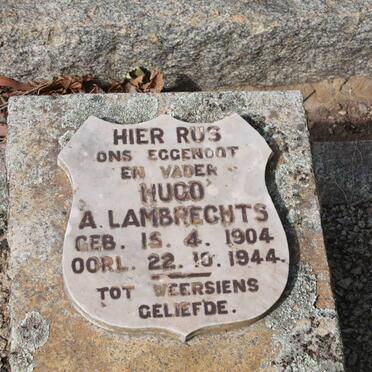 HIER RUS
ONS EGGENOOT
EN VADER
HUGO
A. LAMBRECHTS
GEB. 15. 4. 1904
OORL. 22. 10. 1944.
TOT WEERSIENS
GELIEFDE.